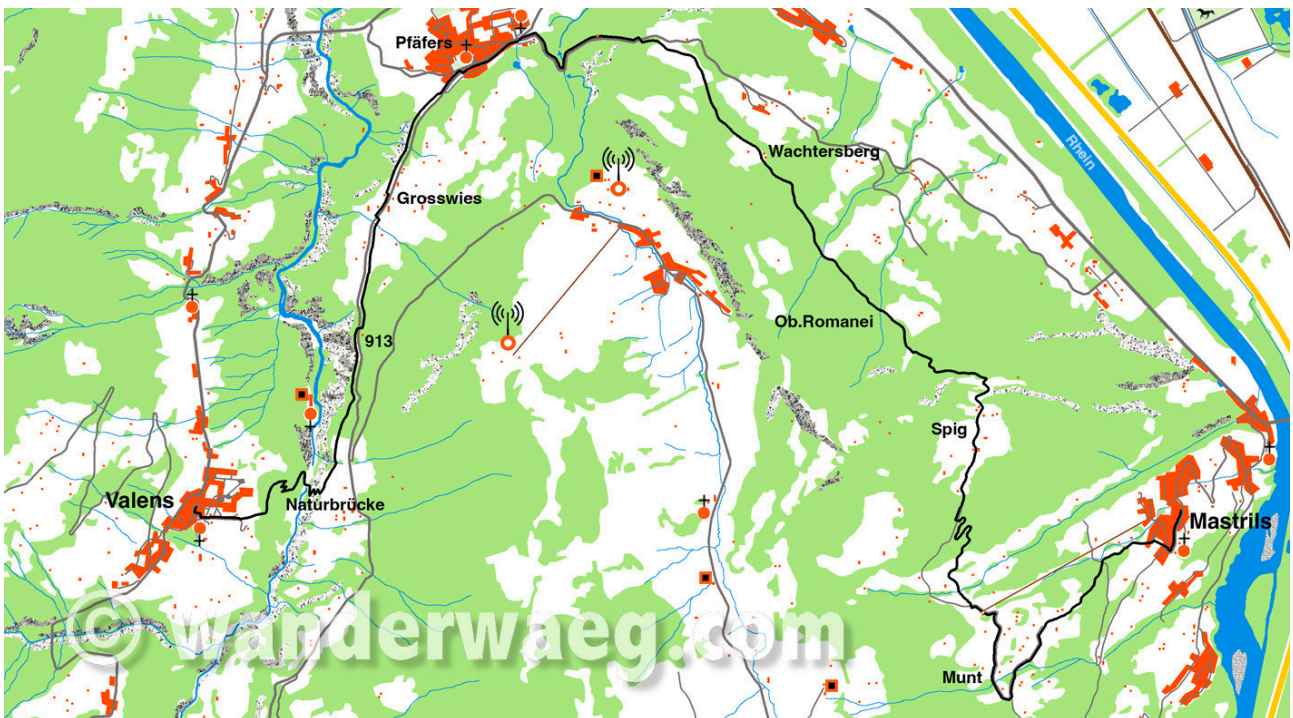 Pfäfers
Rhein
Wachtersberg
Grosswies
Ob.Romanei
913
Spig
Valens
Naturbrücke
Mastrils
© wanderwaeg.com
Munt